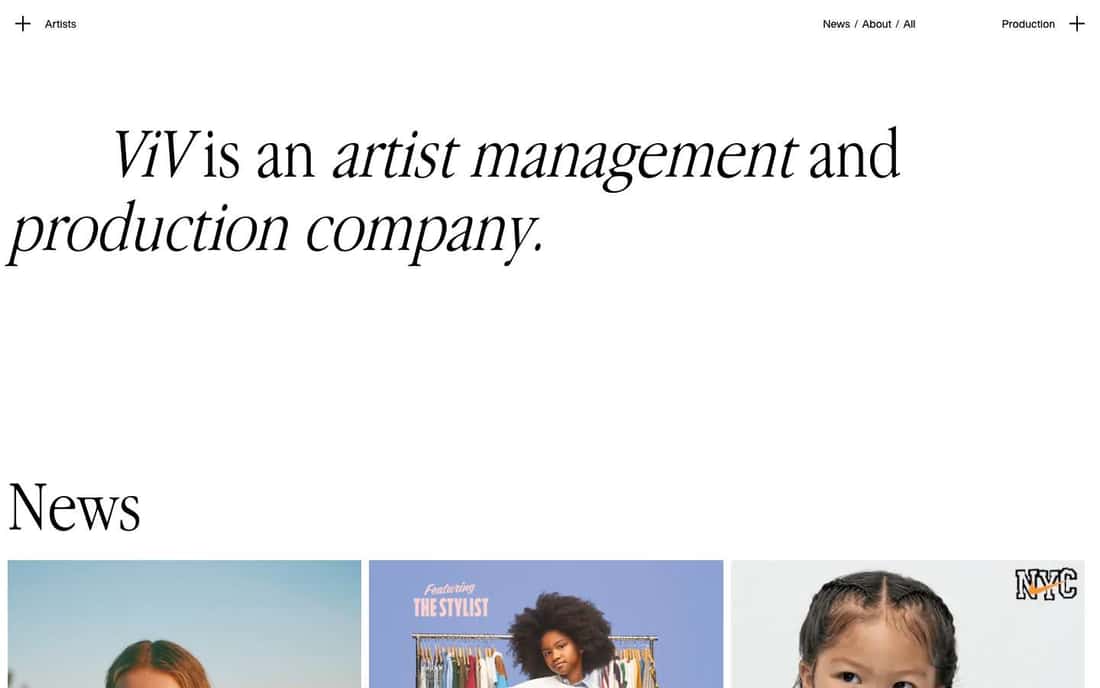 Artists
News / About / All
Production
ViV is an artist management and
production company.
News
Featuring
THE STYLIST
NYC